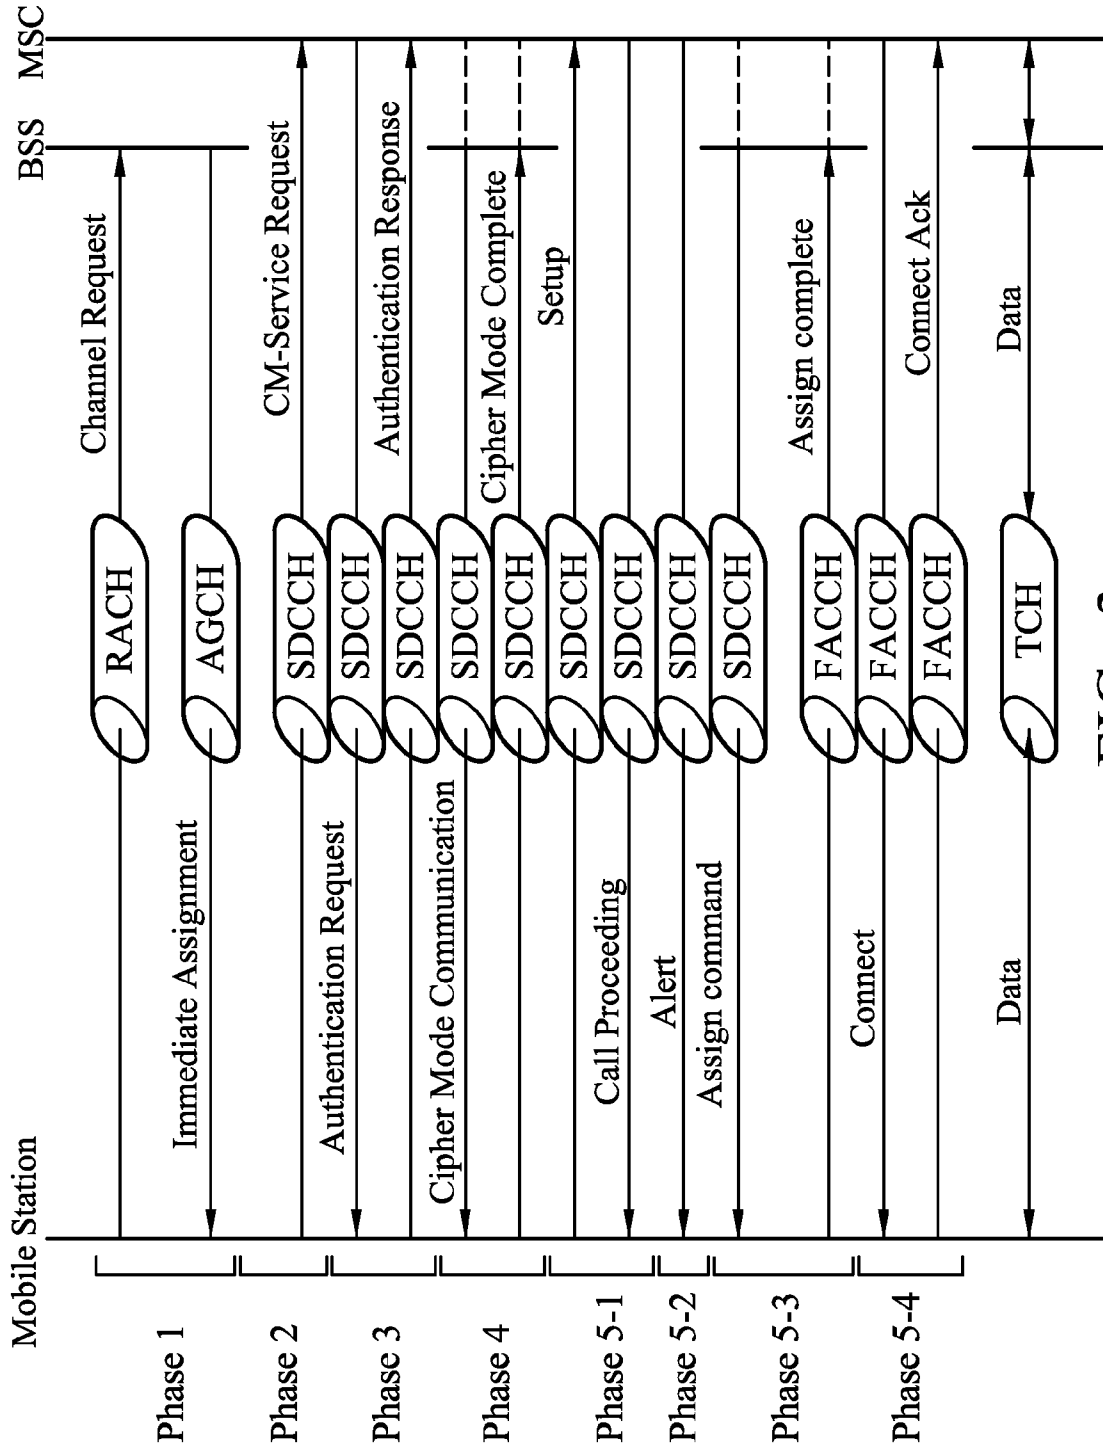 Mobile Station
BSS
MSC
Phase 1
RACH
Channel Request
Immediate Assignment
AGCH
Phase 2
SDCCH
CM-Service Request
Phase 3
Authentication Request
SDCCH
SDCCH
Authentication Response
Phase 4
Cipher Mode Communication
SDCCH
SDCCH
Cipher Mode Complete
Phase 5-1
SDCCH
Setup
Call Proceeding
SDCCH
Phase 5-2
Alert
SDCCH
Phase 5-3
Assign command
SDCCH
FACCH
Assign complete
Phase 5-4
Connect
FACCH
FACCH
Connect Ack
Data
TCH
Data
FIG.